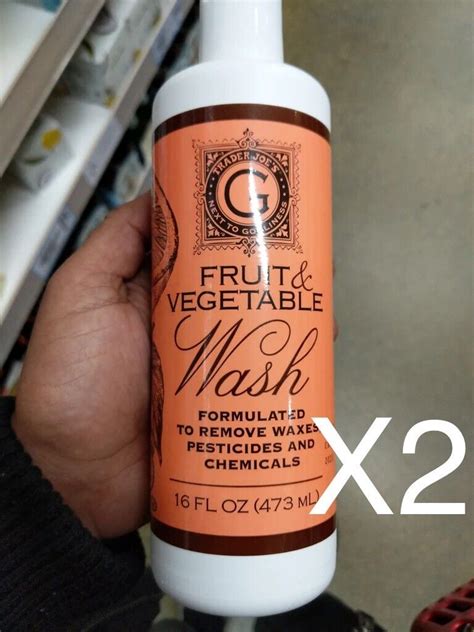 TRADER JOE'S
G
NEXT TO GODLINESS
FRUIT &
VEGETABLE
Wash
FORMULATED
TO REMOVE WAXES
PESTICIDES AND
CHEMICALS
16 FL OZ (473 mL)
X2